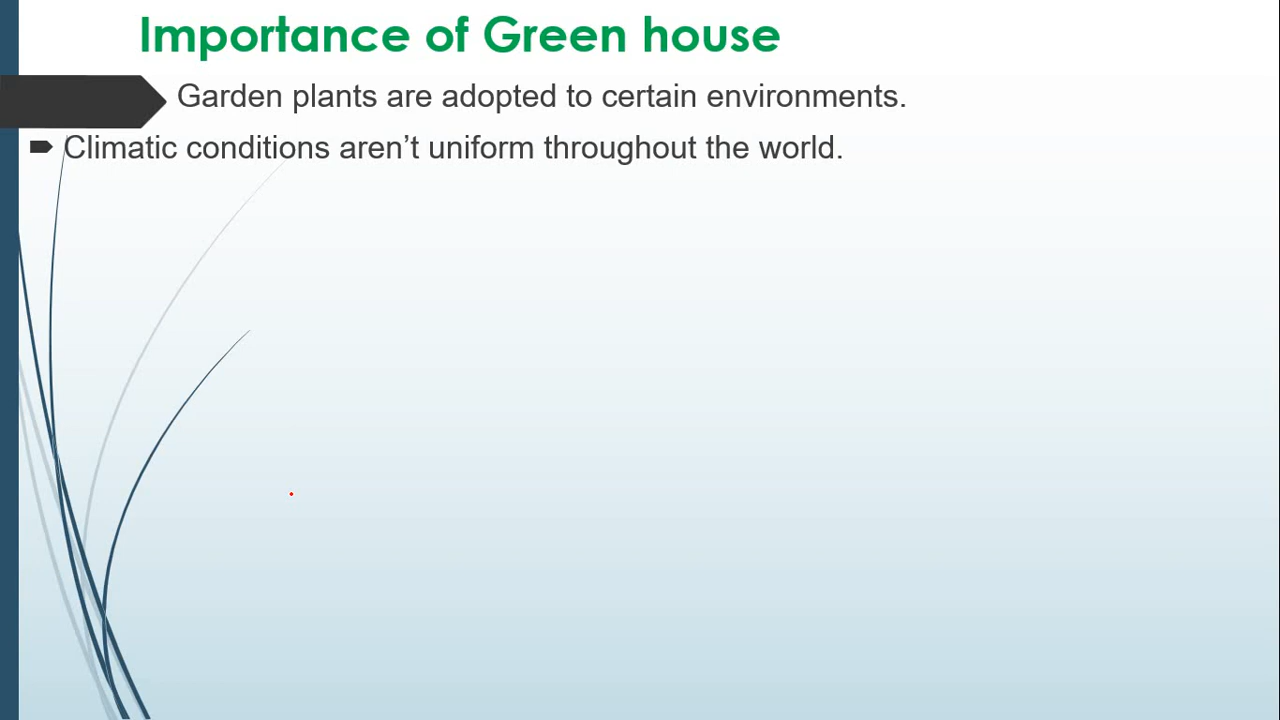 Importance of Green house
Garden plants are adopted to certain environments.
Climatic conditions aren’t uniform throughout the world.